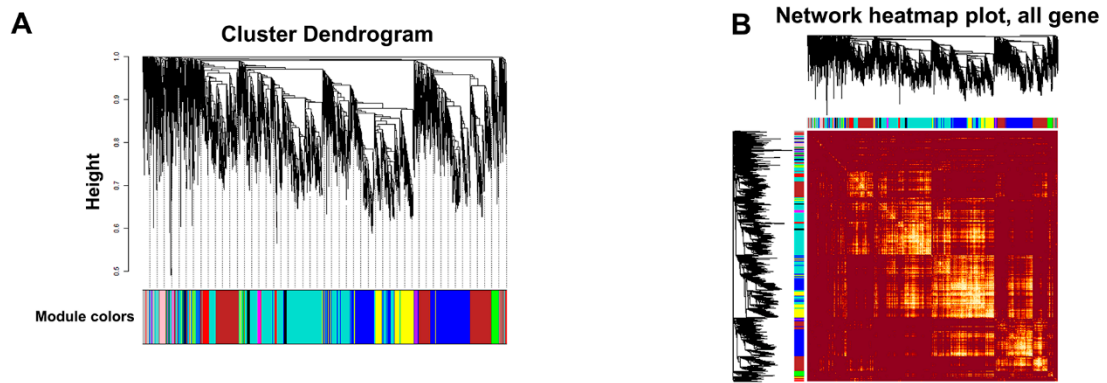 A
Cluster Dendrogram
Height
1.0
0.9
0.8
0.7
0.6
0.5
Module colors
B
Network heatmap plot, all gene